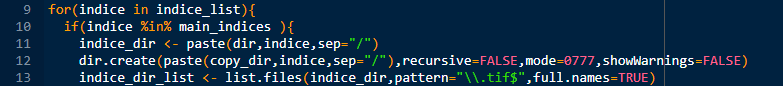 9 for(indice in indice_list){
10 if(indice %in% main_indices ){
11 indice_dir <- paste(dir,indice,sep="/")
12 dir.create(paste(copy_dir,indice,sep="/"),recursive=FALSE,mode=0777,showWarnings=FALSE)
13 indice_dir_list <- list.files(indice_dir,pattern="\\.tif$",full.names=TRUE)